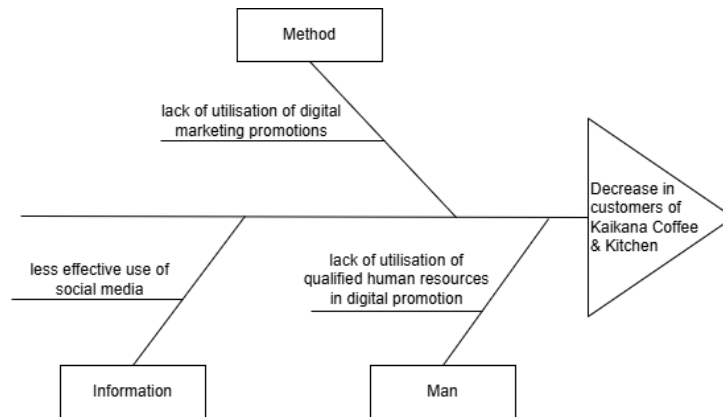 Method
lack of utilisation of digital
marketing promotions
Decrease in
customers of
Kaikana Coffee
& Kitchen
less effective use of
social media
lack of utilisation of
qualified human resources
in digital promotion
Information
Man